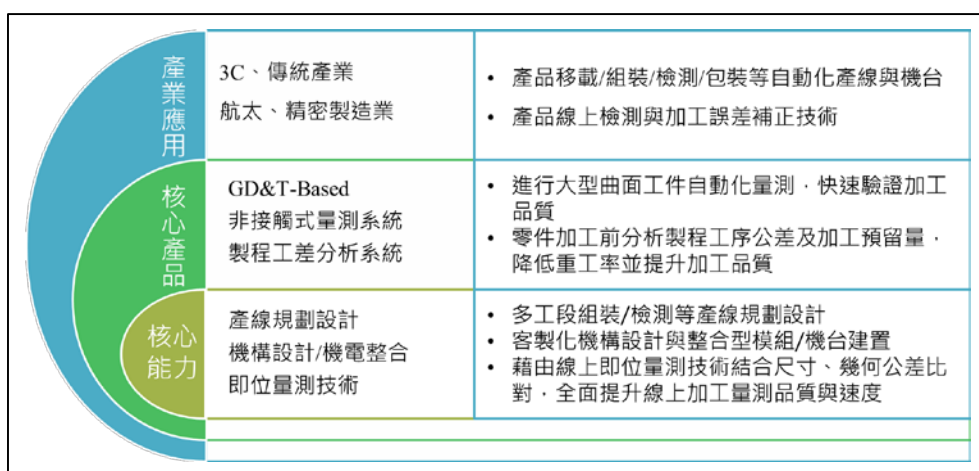 產業應用
3C、傳統產業
航太、精密製造業
• 產品移載/組裝/檢測/包裝等自動化產線與機台
• 產品線上檢測與加工誤差補正技術
核心產品
GD&T-Based
非接觸式量測系統
製程工差分析系統
• 進行大型曲面工件自動化量測，快速驗證加工
品質
• 零件加工前分析製程工序公差及加工預留量，
降低重工率並提升加工品質
核心
能力
產線規劃設計
機構設計/機電整合
即位量測技術
• 多工段組裝/檢測等產線規劃設計
• 客製化機構設計與整合型模組/機台建置
• 藉由線上即位量測技術結合尺寸、幾何公差比
對，全面提升線上加工量測品質與速度